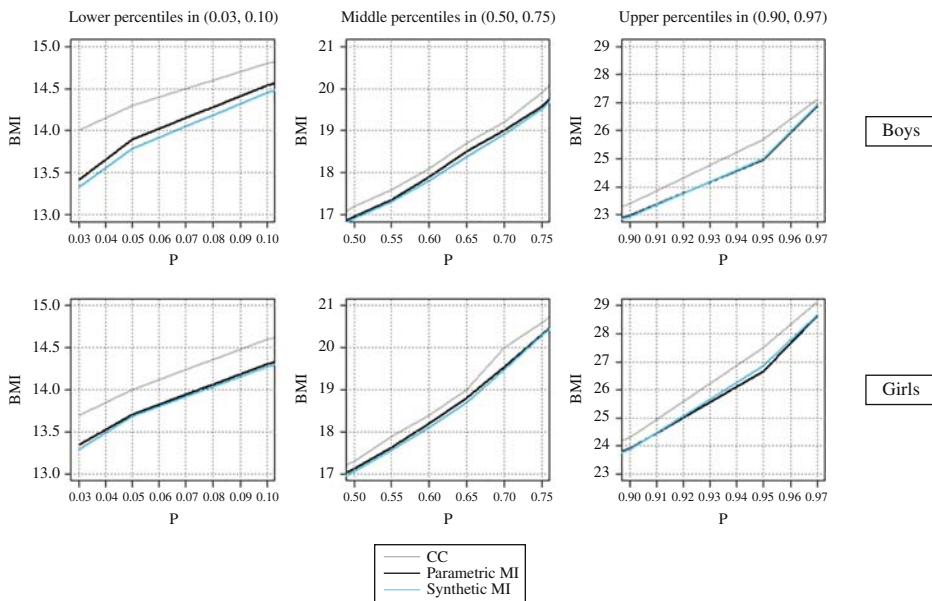 Lower percentiles in (0.03, 0.10)
Middle percentiles in (0.50, 0.75)
Upper percentiles in (0.90, 0.97)
15.0
14.5
14.0
13.5
13.0
BMI
0.03 0.04 0.05 0.06 0.07 0.08 0.09 0.10
P
21
20
19
18
17
BMI
0.50 0.55 0.60 0.65 0.70 0.75
P
29
28
27
26
25
24
23
BMI
0.90 0.91 0.92 0.93 0.94 0.95 0.96 0.97
P
Boys
15.0
14.5
14.0
13.5
13.0
BMI
0.03 0.04 0.05 0.06 0.07 0.08 0.09 0.10
P
21
20
19
18
17
BMI
0.50 0.55 0.60 0.65 0.70 0.75
P
29
28
27
26
25
24
23
BMI
0.90 0.91 0.92 0.93 0.94 0.95 0.96 0.97
P
Girls
CC
Parametric MI
Synthetic MI